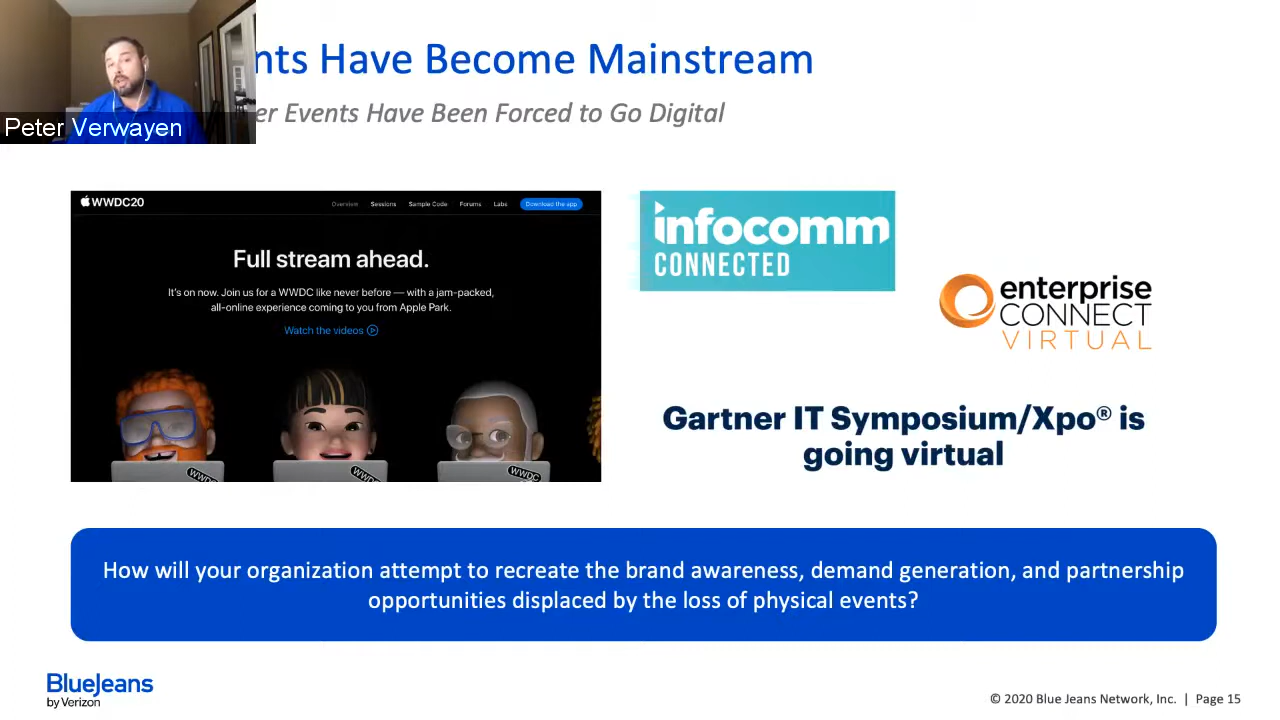 nts Have Become Mainstream
er Events Have Been Forced to Go Digital
Peter Verwayen
WWDC20
Overview Sessions Sample Code Forums Labs Download the app
Full stream ahead.
It's on now. Join us for a WWDC like never before — with a jam-packed,
all-online experience coming to you from Apple Park.
Watch the videos
WWDC
WWDC
WWDC
infocomm
CONNECTED
enterprise
CONNECT
VIRTUAL
Gartner IT Symposium/Xpo® is
going virtual
How will your organization attempt to recreate the brand awareness, demand generation, and partnership
opportunities displaced by the loss of physical events?
BlueJeans
by Verizon
© 2020 Blue Jeans Network, Inc. | Page 15